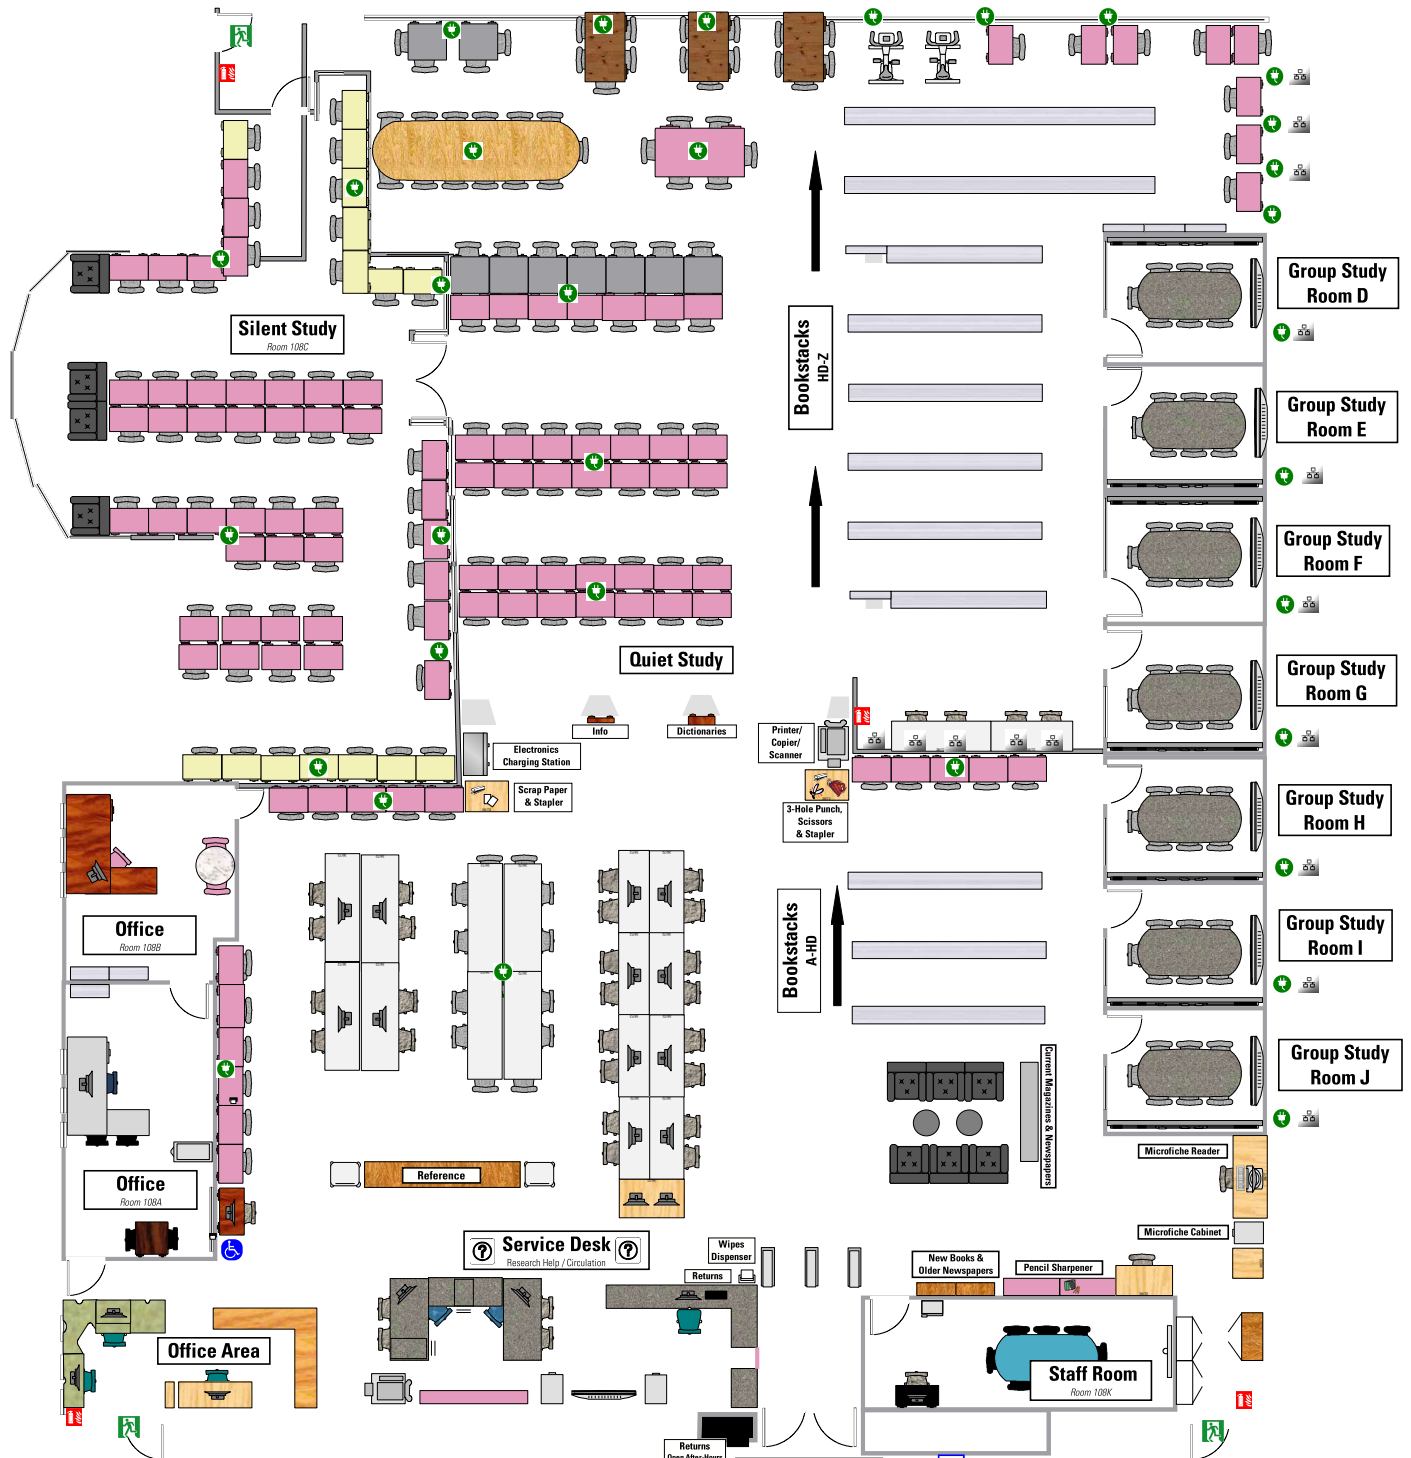 Silent Study
Room 108C
Bookstacks
HD-Z
Group Study
Room D
Group Study
Room E
Group Study
Room F
Group Study
Room G
Group Study
Room H
Group Study
Room I
Group Study
Room J
Quiet Study
Info
Dictionaries
Printer/
Copier/
Scanner
Electronics
Charging Station
Scrap Paper
& Stapler
3-Hole Punch,
Scissors
& Stapler
Office
Room 108B
Bookstacks
A-HD
Current Magazines & Newspapers
Office
Room 108A
Reference
Microfiche Reader
Microfiche Cabinet
? Service Desk ?
Research Help / Circulation
Wipes
Dispenser
Returns
New Books &
Older Newspapers
Pencil Sharpener
Office Area
Staff Room
Room 108K
Returns
Open After-Hours